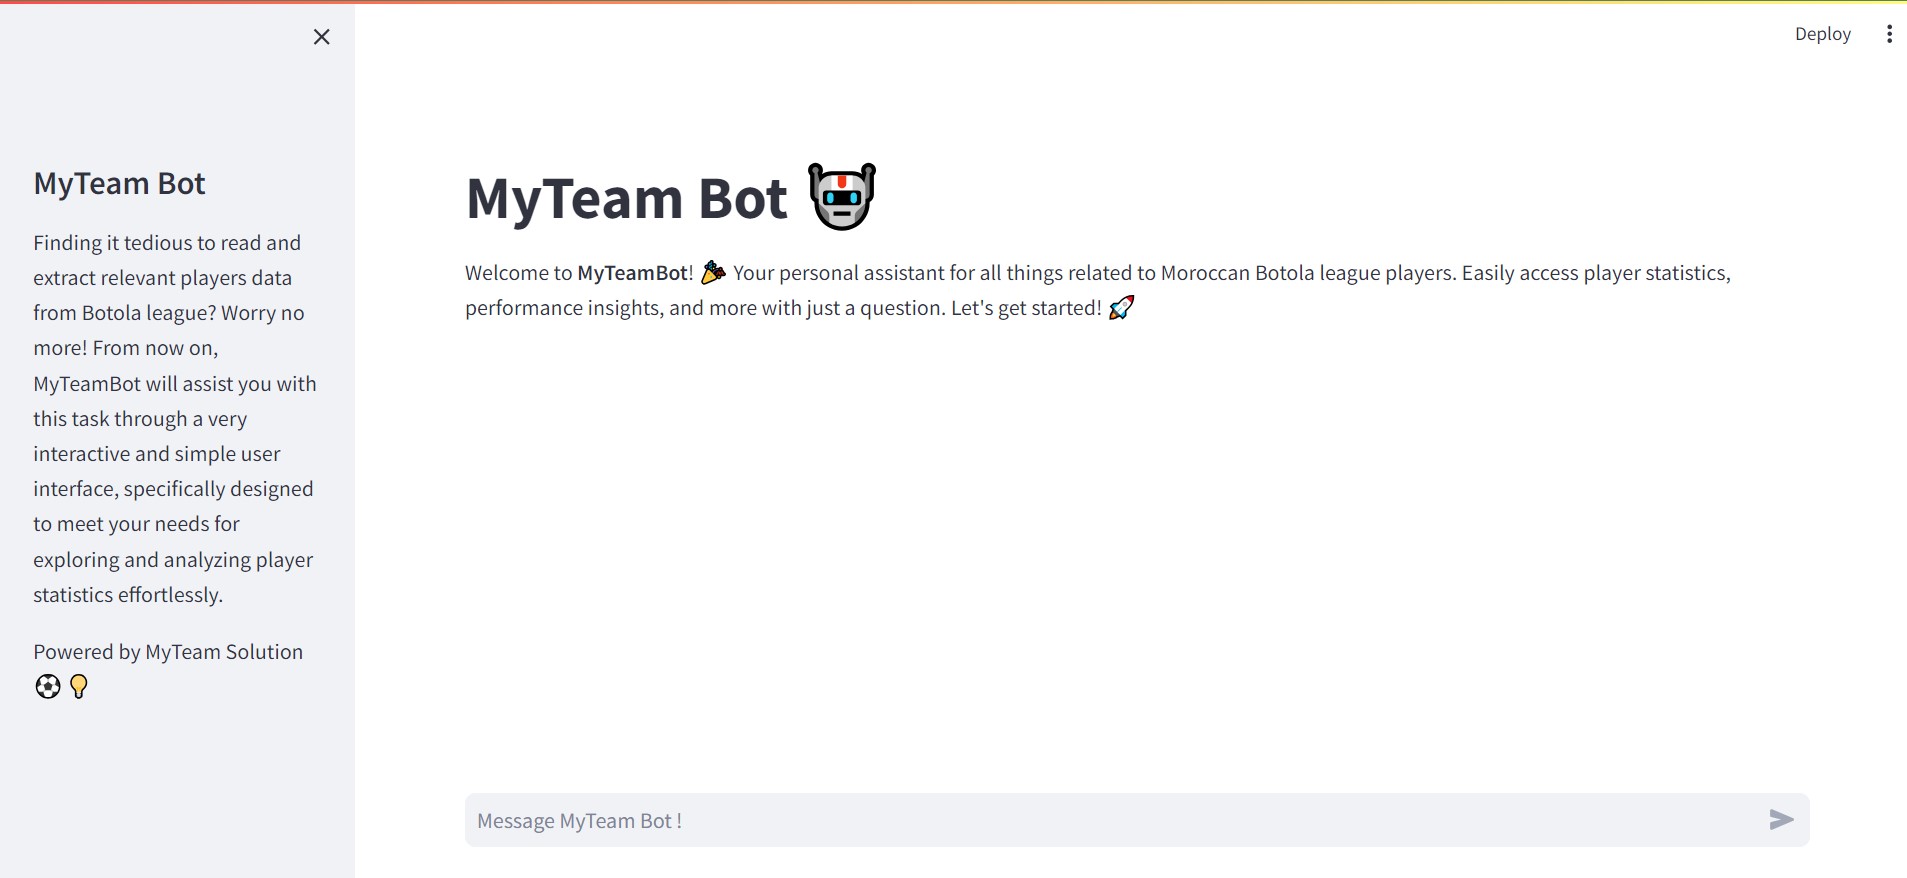 Deploy
MyTeam Bot
Finding it tedious to read and
extract relevant players data
from Botola league? Worry no
more! From now on,
MyTeamBot will assist you with
this task through a very
interactive and simple user
interface, specifically designed
to meet your needs for
exploring and analyzing player
statistics effortlessly.
Powered by MyTeam Solution
⚽💡
MyTeam Bot 🤖
Welcome to MyTeamBot! 🎉 Your personal assistant for all things related to Moroccan Botola league players. Easily access player statistics,
performance insights, and more with just a question. Let's get started! 🚀
Message MyTeam Bot !